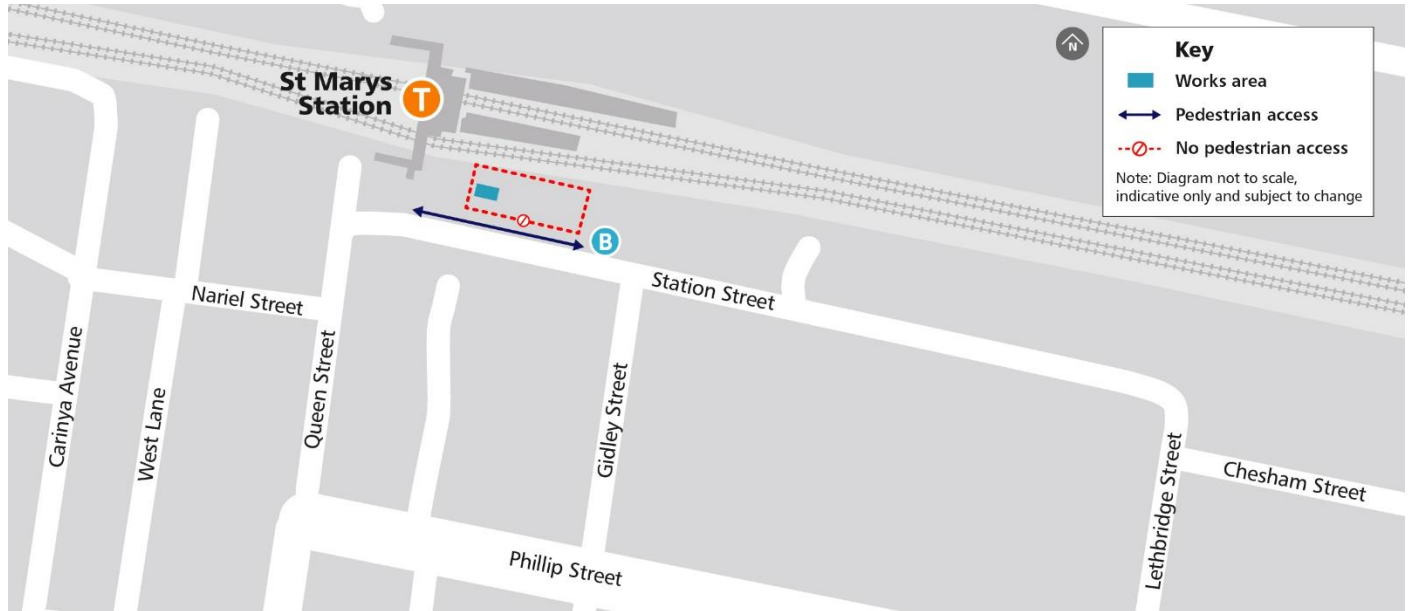 St Marys
Station
T
N
Key
Works area
Pedestrian access
No pedestrian access
Note: Diagram not to scale,
indicative only and subject to change
B
Station Street
Nariel Street
Carinya Avenue
West Lane
Queen Street
Gidley Street
Phillip Street
Lethbridge Street
Chesham Street